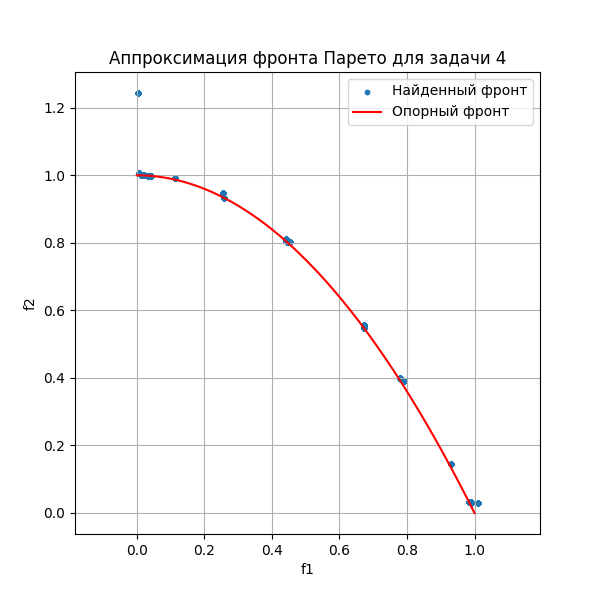 Аппроксимация фронта Парето для задачи 4
Найденный фронт
Опорный фронт
f2
1.2
1.0
0.8
0.6
0.4
0.2
0.0
0.0 0.2 0.4 0.6 0.8 1.0
f1